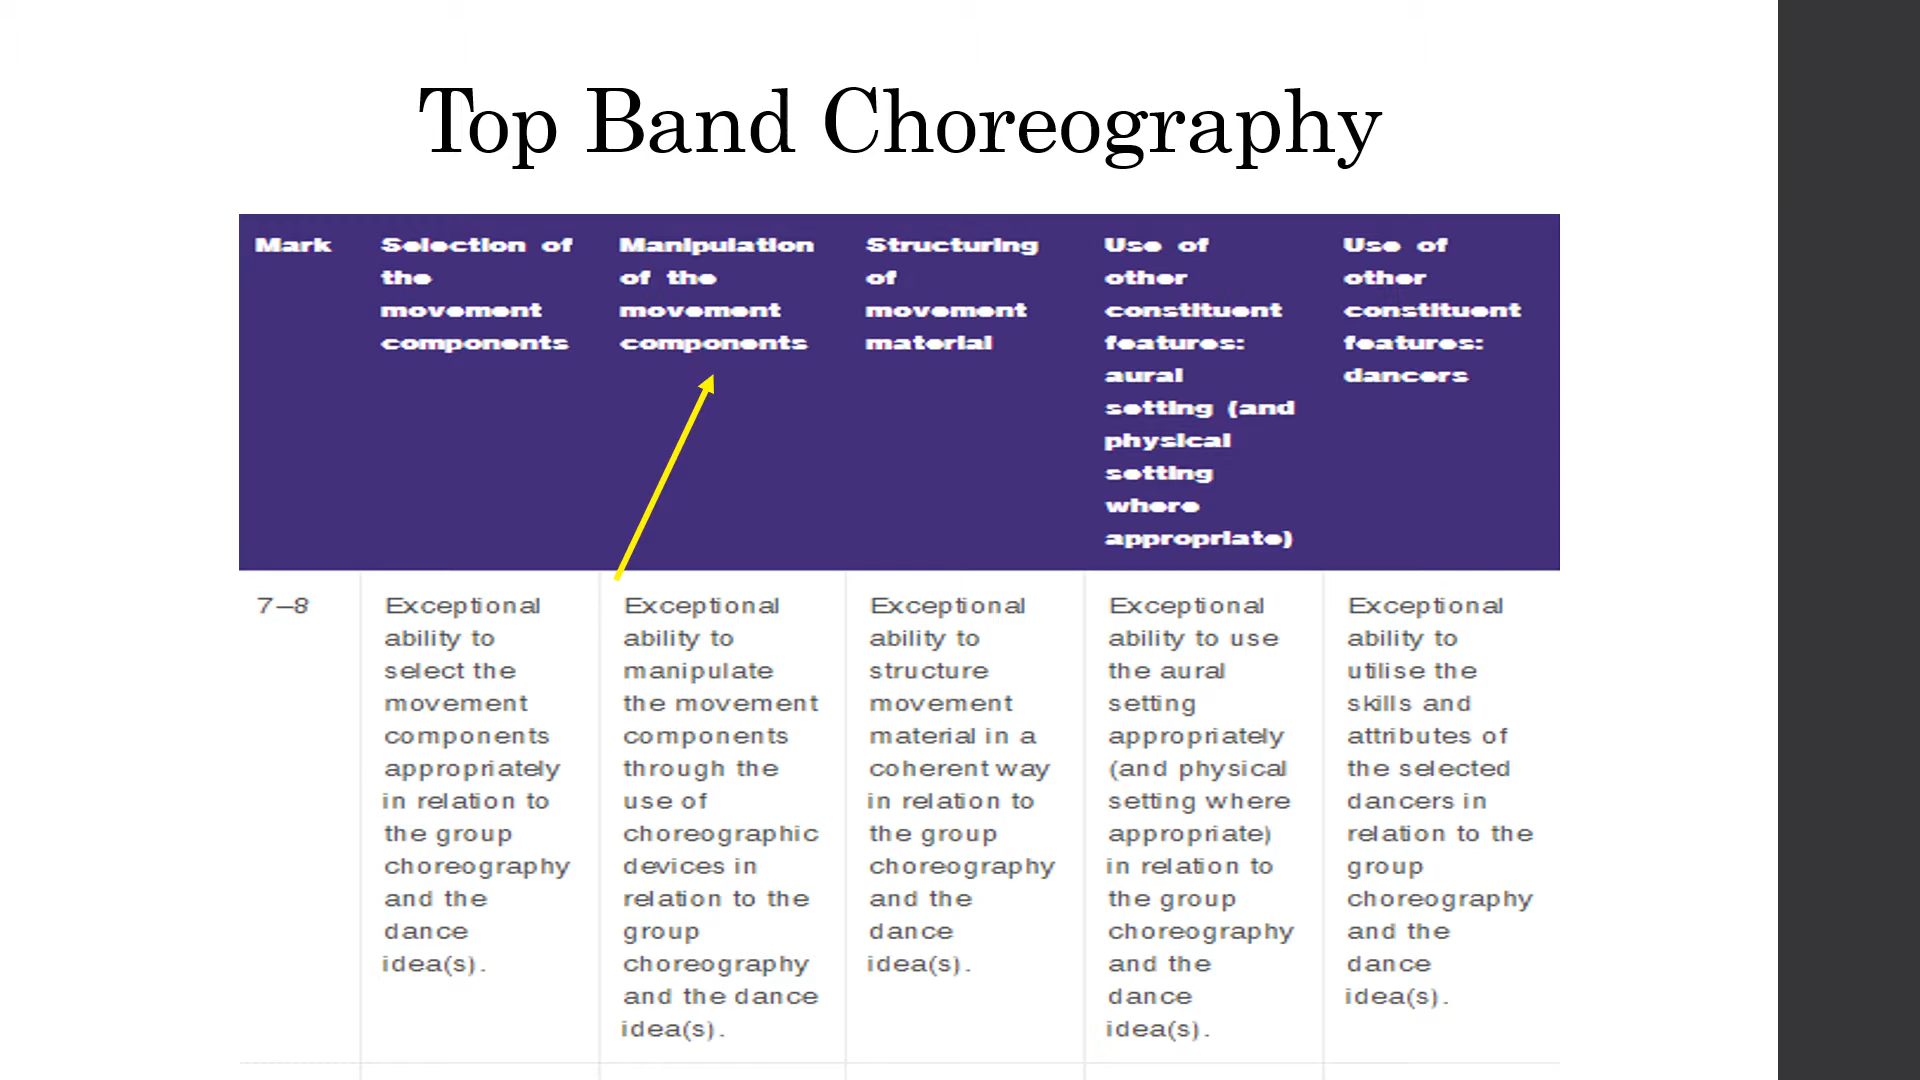 Top Band Choreography
Mark
Selection of
the
movement
components
Manipulation
of the
movement
components
Structuring
of
movement
material
Use of
other
constituent
features:
aural
setting (and
physical
setting
where
appropriate)
Use of
other
constituent
features:
dancers
7–8
Exceptional
ability to
select the
movement
components
appropriately
in relation to
the group
choreography
and the
dance
idea(s).
Exceptional
ability to
manipulate
the movement
components
through the
use of
choreographic
devices in
relation to the
group
choreography
and the dance
idea(s).
Exceptional
ability to
structure
movement
material in a
coherent way
in relation to
the group
choreography
and the
dance
idea(s).
Exceptional
ability to use
the aural
setting
appropriately
(and physical
setting where
appropriate)
in relation to
the group
choreography
and the
dance
idea(s).
Exceptional
ability to
utilise the
skills and
attributes of
the selected
dancers in
relation to the
group
choreography
and the
dance
idea(s).